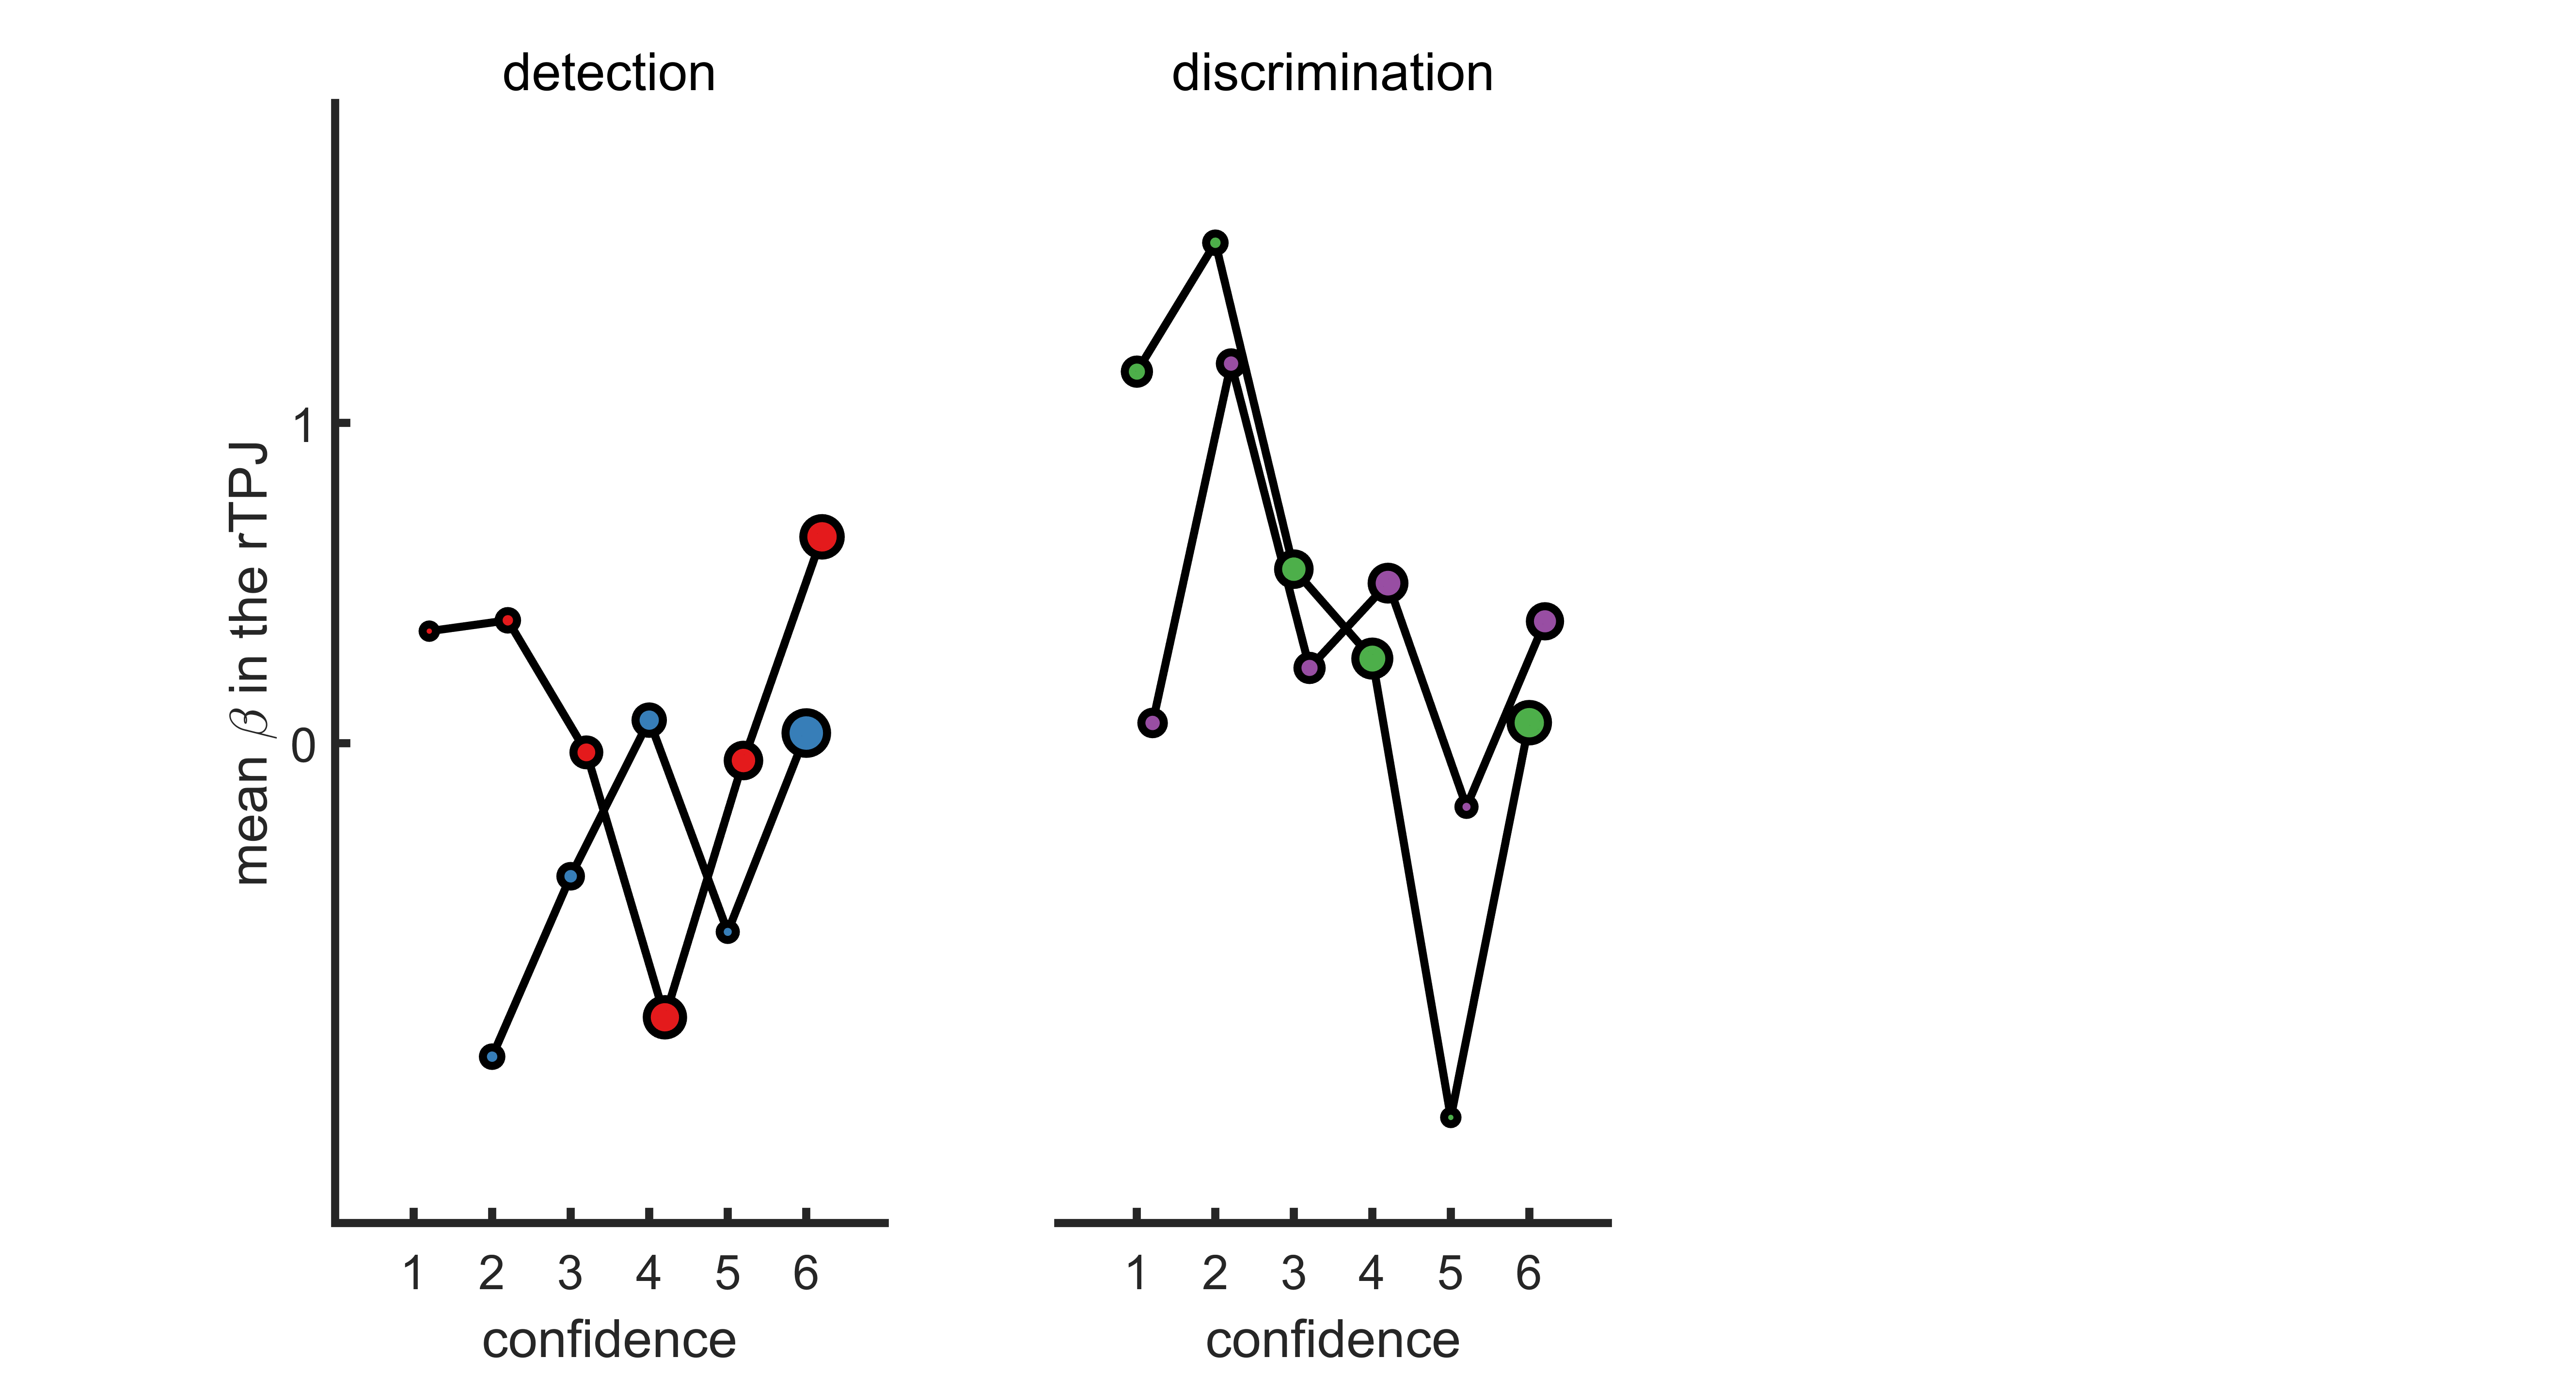 detection
discrimination
mean β in the rTPJ
1
0
1 2 3 4 5 6
1 2 3 4 5 6
confidence
confidence